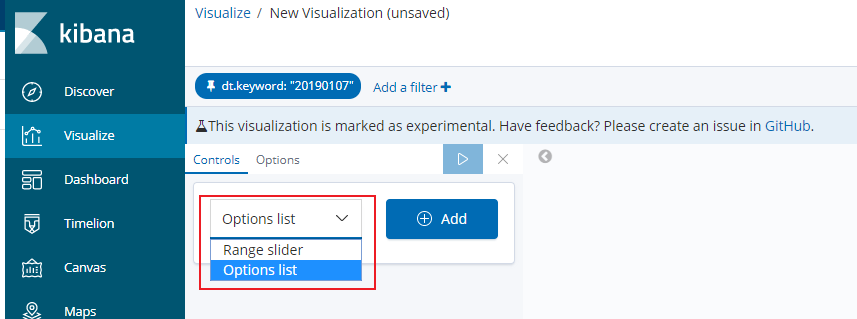 kibana
Discover
Visualize
Dashboard
Timelion
Canvas
Maps
Visualize / New Visualization (unsaved)
dt.keyword: "20190107" Add a filter
This visualization is marked as experimental. Have feedback? Please create an issue in GitHub.
Controls Options
Options list Add
Range slider
Options list